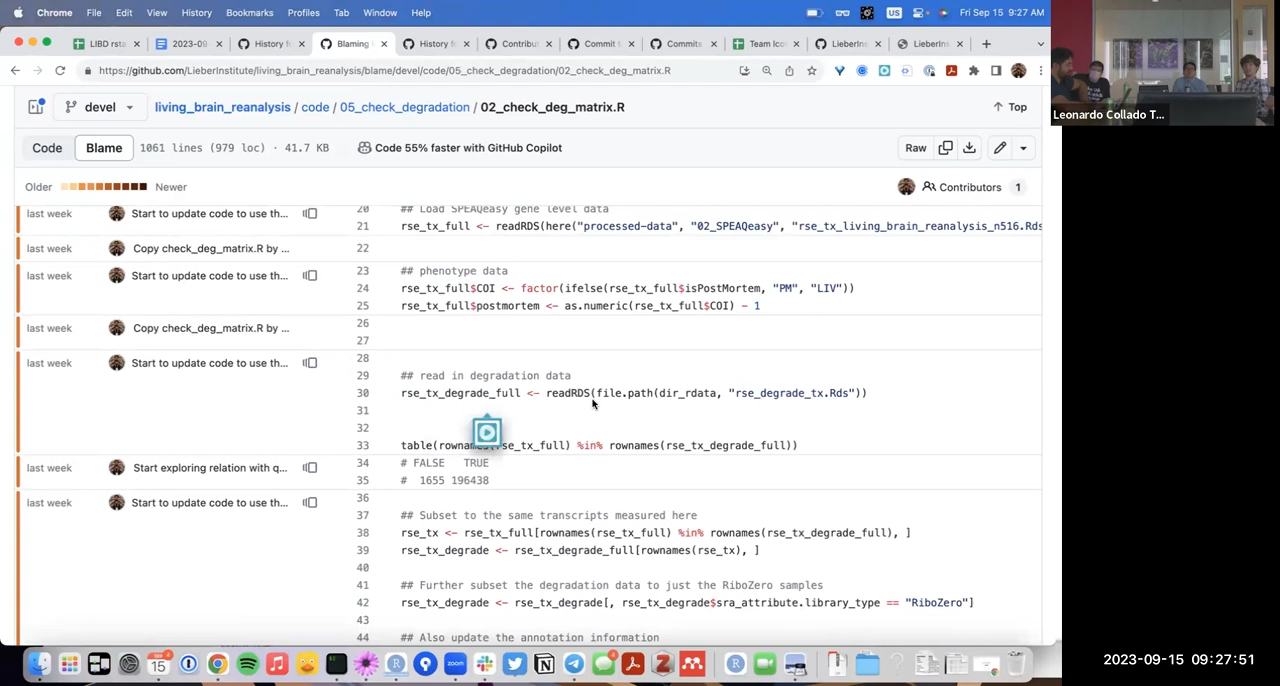 Chrome File Edit View History Bookmarks Profiles Tab Window Help US Fri Sep 15 9:27 AM
LIBD rsta 2023-09 History f Blaming History f Contribut Commit Commits Team Ico LieberIns LieberIns
https://github.com/LieberInstitute/living_brain_reanalysis/blame/devel/code/05_check_degradation/02_check_deg_matrix.R
Leonardo Collado T...
devel living_brain_reanalysis / code / 05_check_degradation / 02_check_deg_matrix.R Top
Code Blame 1061 lines (979 loc) · 41.7 KB Code 55% faster with GitHub Copilot Raw
Older Newer Contributors 1
last week Start to update code to use th... 20 ## Load SPEAQeasy gene level data
21 rse_tx_full <- readRDS(here("processed-data", "02_SPEAQeasy", "rse_tx_living_brain_reanalysis_n516.Rds
last week Copy check_deg_matrix.R by ... 22
last week Start to update code to use th... 23 ## phenotype data
24 rse_tx_full$COI <- factor(ifelse(rse_tx_full$isPostMortem, "PM", "LIV"))
25 rse_tx_full$postmortem <- as.numeric(rse_tx_full$COI) - 1
last week Copy check_deg_matrix.R by ... 26
27
last week Start to update code to use th... 28
29 ## read in degradation data
30 rse_tx_degrade_full <- readRDS(file.path(dir_rdata, "rse_degrade_tx.Rds"))
31
32
33 table(rownames(rse_tx_full) %in% rownames(rse_tx_degrade_full))
last week Start exploring relation with q... 34 # FALSE TRUE
35 # 1655 196438
last week Start to update code to use th... 36
37 ## Subset to the same transcripts measured here
38 rse_tx <- rse_tx_full[rownames(rse_tx_full) %in% rownames(rse_tx_degrade_full), ]
39 rse_tx_degrade <- rse_tx_degrade_full[rownames(rse_tx), ]
40
41 ## Further subset the degradation data to just the RiboZero samples
42 rse_tx_degrade <- rse_tx_degrade[, rse_tx_degrade$sra_attribute.library_type == "RiboZero"]
43
44 ## Also update the annotation information
2023-09-15 09:27:51